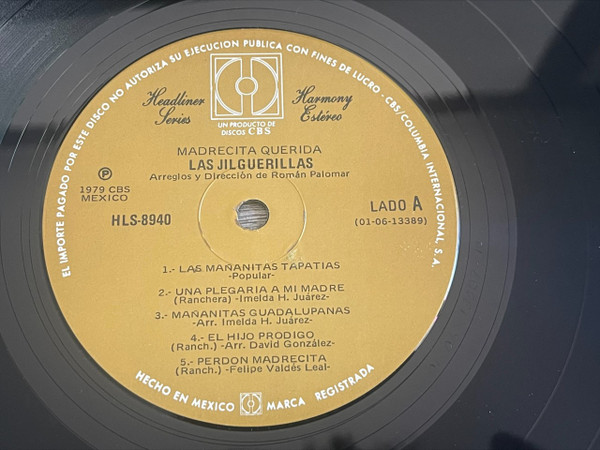 EL IMPORTE PAGADO POR ESTE DISCO NO AUTORIZA SU EJECUCION PUBLICA CON FINES DE LUCRO - CBS/COLUMBIA INTERNACIONAL, S.A.
Headliner Series
Harmony Estéreo
UN PRODUCTO DE
DISCOS CBS
MADRECITA QUERIDA
LAS JILGUERILLAS
Arreglos y Dirección de Román Palomar
P
1979 CBS
MEXICO
HLS-8940
LADO A
(01-06-13389)
1.- LAS MAÑANITAS TAPATIAS
-Popular-
2.- UNA PLEGARIA A MI MADRE
(Ranchera) -Imelda H. Juárez-
3.- MAÑANITAS GUADALUPANAS
-Arr. Imelda H. Juárez-
4.- EL HIJO PRODIGO
(Ranch.) -Arr. David González-
5.- PERDON MADRECITA
(Ranch.) -Felipe Valdés Leal-
HECHO EN MEXICO MARCA REGISTRADA